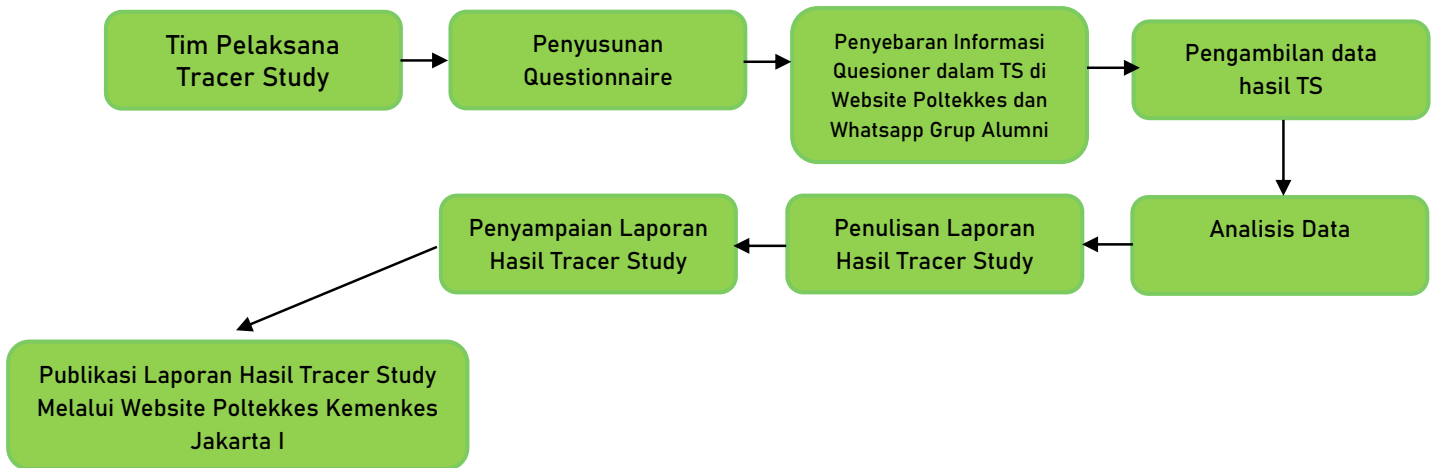 Tim Pelaksana
Tracer Study
Penyusunan
Questionnaire
Penyebaran Informasi
Quesioner dalam TS di
Website Poltekkes dan
Whatsapp Grup Alumni
Pengambilan data
hasil TS
Analisis Data
Penulisan Laporan
Hasil Tracer Study
Penyampaian Laporan
Hasil Tracer Study
Publikasi Laporan Hasil Tracer Study
Melalui Website Poltekkes Kemenkes
Jakarta I